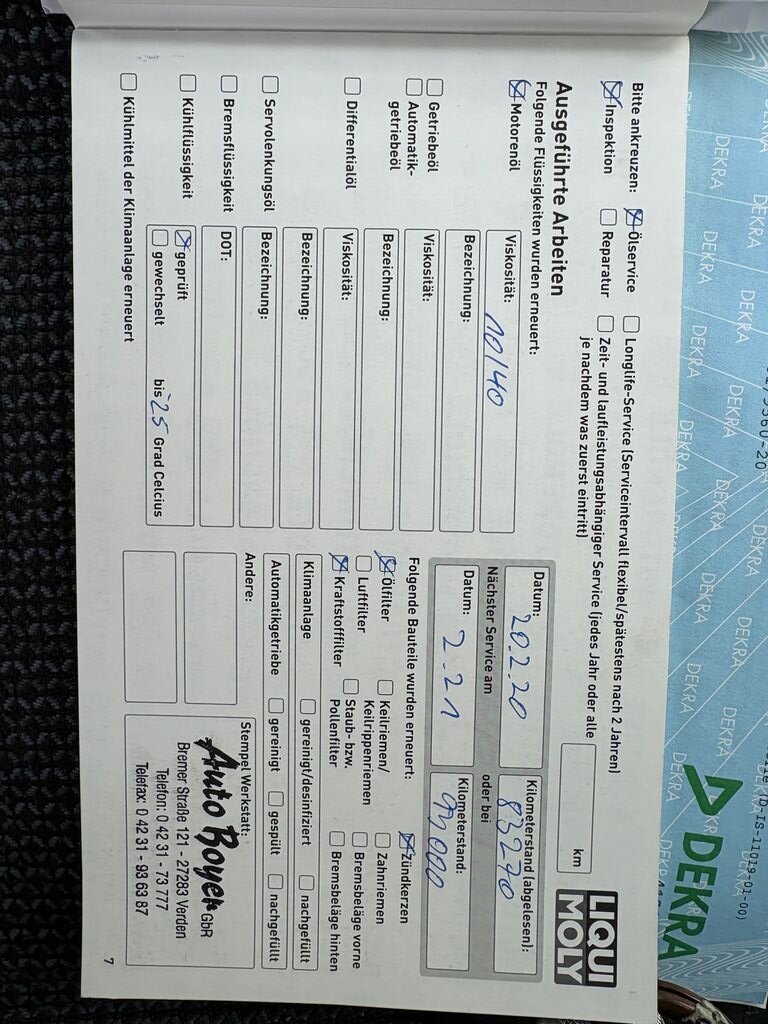 Bitte ankreuzen:
Ölservice
Longlife-Service (Serviceintervall flexibel/spätestens nach 2 Jahren)
Inspektion
Reparatur
Zeit- und laufleistungsabhängiger Service (jedes Jahr oder alle
km
je nachdem was zuerst eintritt)
LIQUI
MOLY
Ausgeführte Arbeiten
Folgende Flüssigkeiten wurden erneuert:
Motorenöl
Viskosität: 10/40
Bezeichnung:
Getriebeöl
Automatik-
getriebeöl
Viskosität:
Bezeichnung:
Differentialöl
Viskosität:
Bezeichnung:
Servolenkungsöl
Bezeichnung:
Bremsflüssigkeit
DOT:
Kühlflüssigkeit
geprüft
gewechselt
bis -25 Grad Celcius
Kühlmittel der Klimaanlage erneuert
Datum: 20.2.20
Kilometerstand (abgelesen): 83270
Nächster Service am
oder bei
Datum: 2.21
Kilometerstand: 93000
Folgende Bauteile wurden erneuert:
Ölfilter
Keilriemen/
Keilrippenriemen
Zündkerzen
Zahnriemen
Luftfilter
Staub- bzw.
Pollenfilter
Bremsbeläge vorne
Kraftstofffilter
Bremsbeläge hinten
Klimaanlage
gereinigt/desinfiziert
nachgefüllt
Automatikgetriebe
gereinigt
gespült
nachgefüllt
Andere:
Stempel Werkstatt:
Auto Boyer GbR
Bremer Straße 121 - 27283 Verden
Telefon: 0 42 31 - 73 777
Telefax: 0 42 31 - 93 63 87
7
DEKRA
(D-IS-11019-01-00)